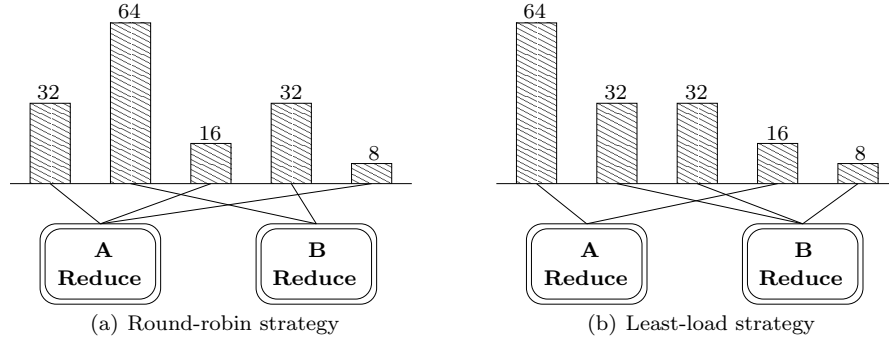 64
32
32
16
8
A
Reduce
B
Reduce
(a) Round-robin strategy
64
32
32
16
8
A
Reduce
B
Reduce
(b) Least-load strategy